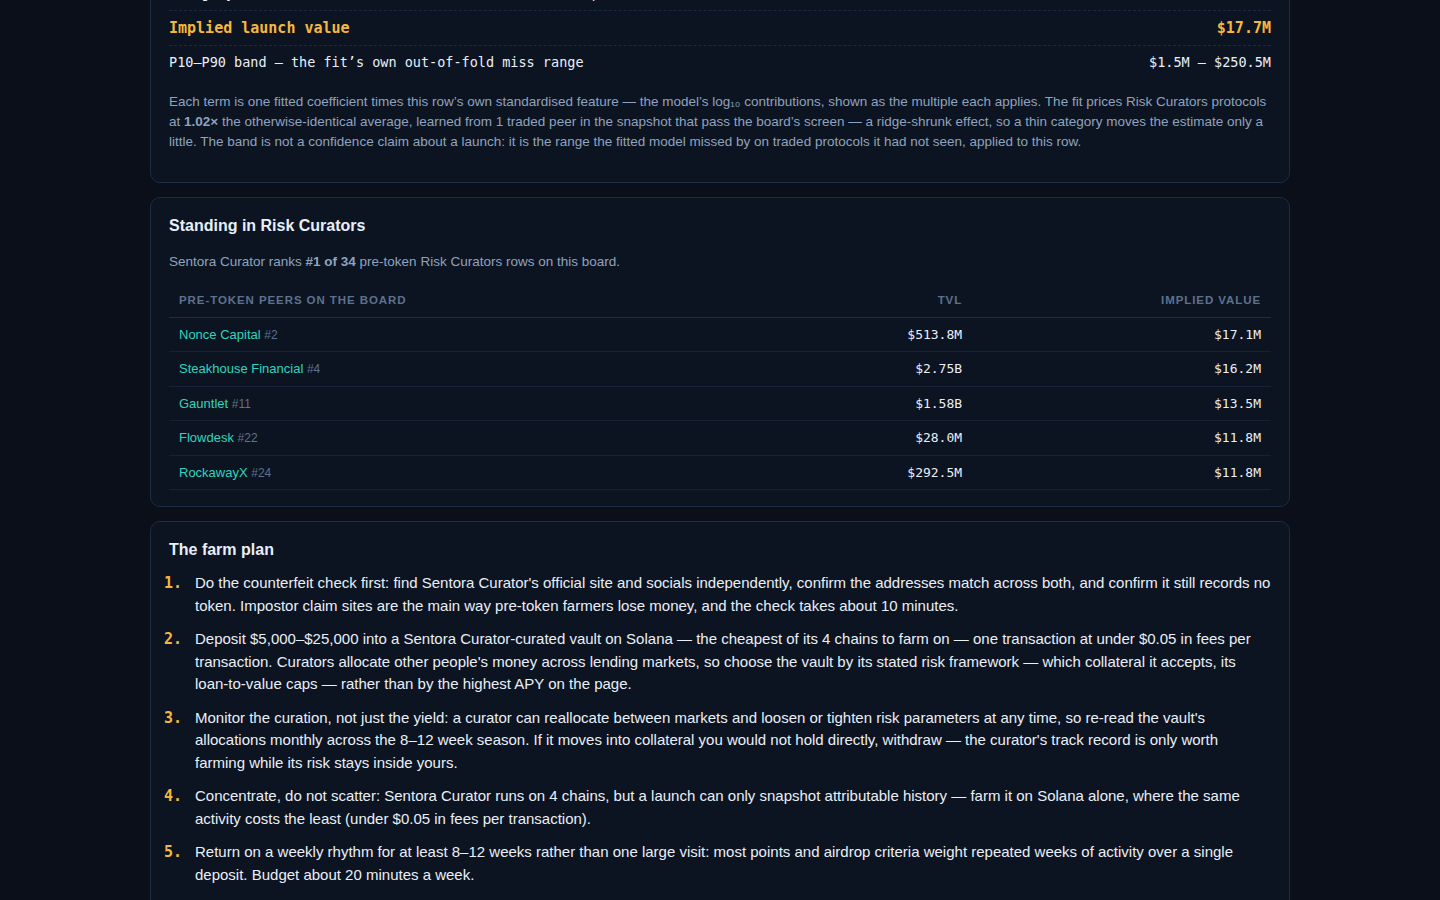 Implied launch value $17.7M
P10–P90 band — the fit’s own out-of-fold miss range $1.5M — $250.5M
Each term is one fitted coefficient times this row’s own standardised feature — the model’s log₁₀ contributions, shown as the multiple each applies. The fit prices Risk Curators protocols
at 1.02× the otherwise-identical average, learned from 1 traded peer in the snapshot that pass the board’s screen — a ridge-shrunk effect, so a thin category moves the estimate only a
little. The band is not a confidence claim about a launch: it is the range the fitted model missed by on traded protocols it had not seen, applied to this row.
Standing in Risk Curators
Sentora Curator ranks #1 of 34 pre-token Risk Curators rows on this board.
PRE-TOKEN PEERS ON THE BOARD TVL IMPLIED VALUE
Nonce Capital #2 $513.8M $17.1M
Steakhouse Financial #4 $2.75B $16.2M
Gauntlet #11 $1.58B $13.5M
Flowdesk #22 $28.0M $11.8M
RockawayX #24 $292.5M $11.8M
The farm plan
1. Do the counterfeit check first: find Sentora Curator's official site and socials independently, confirm the addresses match across both, and confirm it still records no
token. Impostor claim sites are the main way pre-token farmers lose money, and the check takes about 10 minutes.
2. Deposit $5,000–$25,000 into a Sentora Curator-curated vault on Solana — the cheapest of its 4 chains to farm on — one transaction at under $0.05 in fees per
transaction. Curators allocate other people's money across lending markets, so choose the vault by its stated risk framework — which collateral it accepts, its
loan-to-value caps — rather than by the highest APY on the page.
3. Monitor the curation, not just the yield: a curator can reallocate between markets and loosen or tighten risk parameters at any time, so re-read the vault's
allocations monthly across the 8–12 week season. If it moves into collateral you would not hold directly, withdraw — the curator's track record is only worth
farming while its risk stays inside yours.
4. Concentrate, do not scatter: Sentora Curator runs on 4 chains, but a launch can only snapshot attributable history — farm it on Solana alone, where the same
activity costs the least (under $0.05 in fees per transaction).
5. Return on a weekly rhythm for at least 8–12 weeks rather than one large visit: most points and airdrop criteria weight repeated weeks of activity over a single
deposit. Budget about 20 minutes a week.